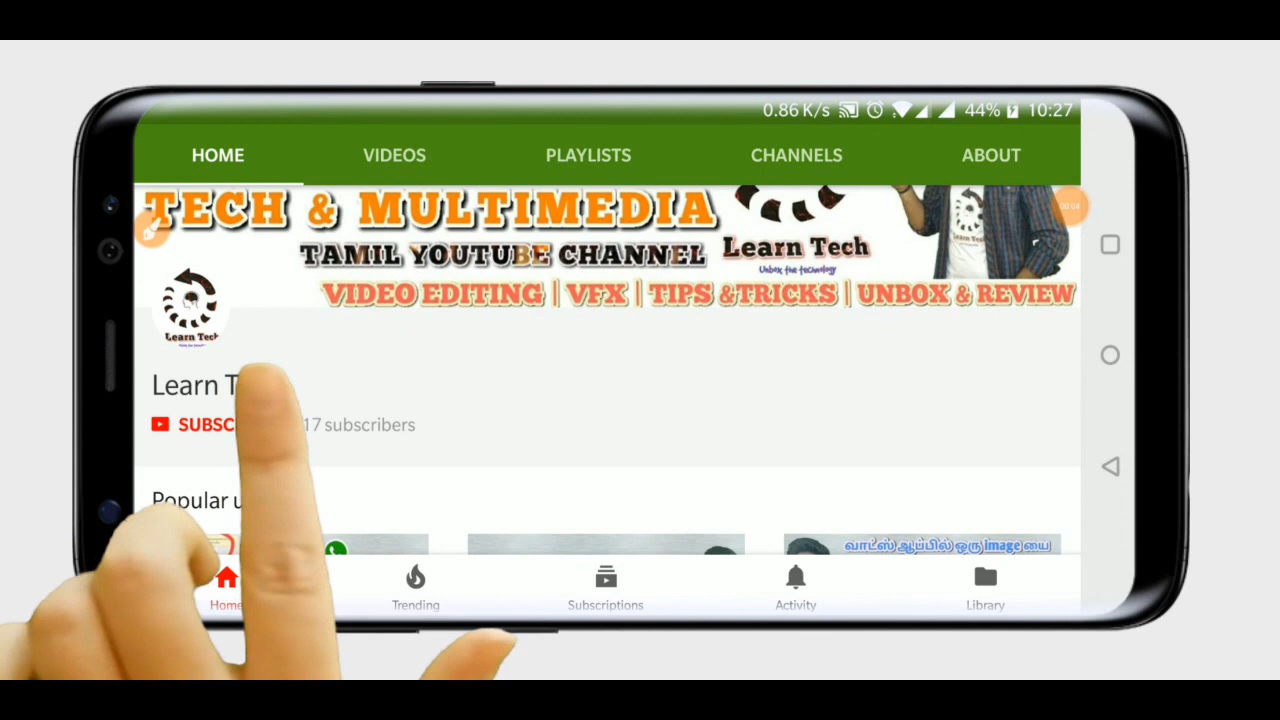 0.86 K/s 44% 10:27
HOME VIDEOS PLAYLISTS CHANNELS ABOUT
TECH & MULTIMEDIA
TAMIL YOUTUBE CHANNEL
Learn Tech
Unbox the technology
VIDEO EDITING | VFX | TIPS &TRICKS | UNBOX & REVIEW
00:04
Learn Tech
Learn T
SUBSC 17 subscribers
Popular u
வாட்ஸ் ஆப்பில் ஒரு image யை
Home Trending Subscriptions Activity Library